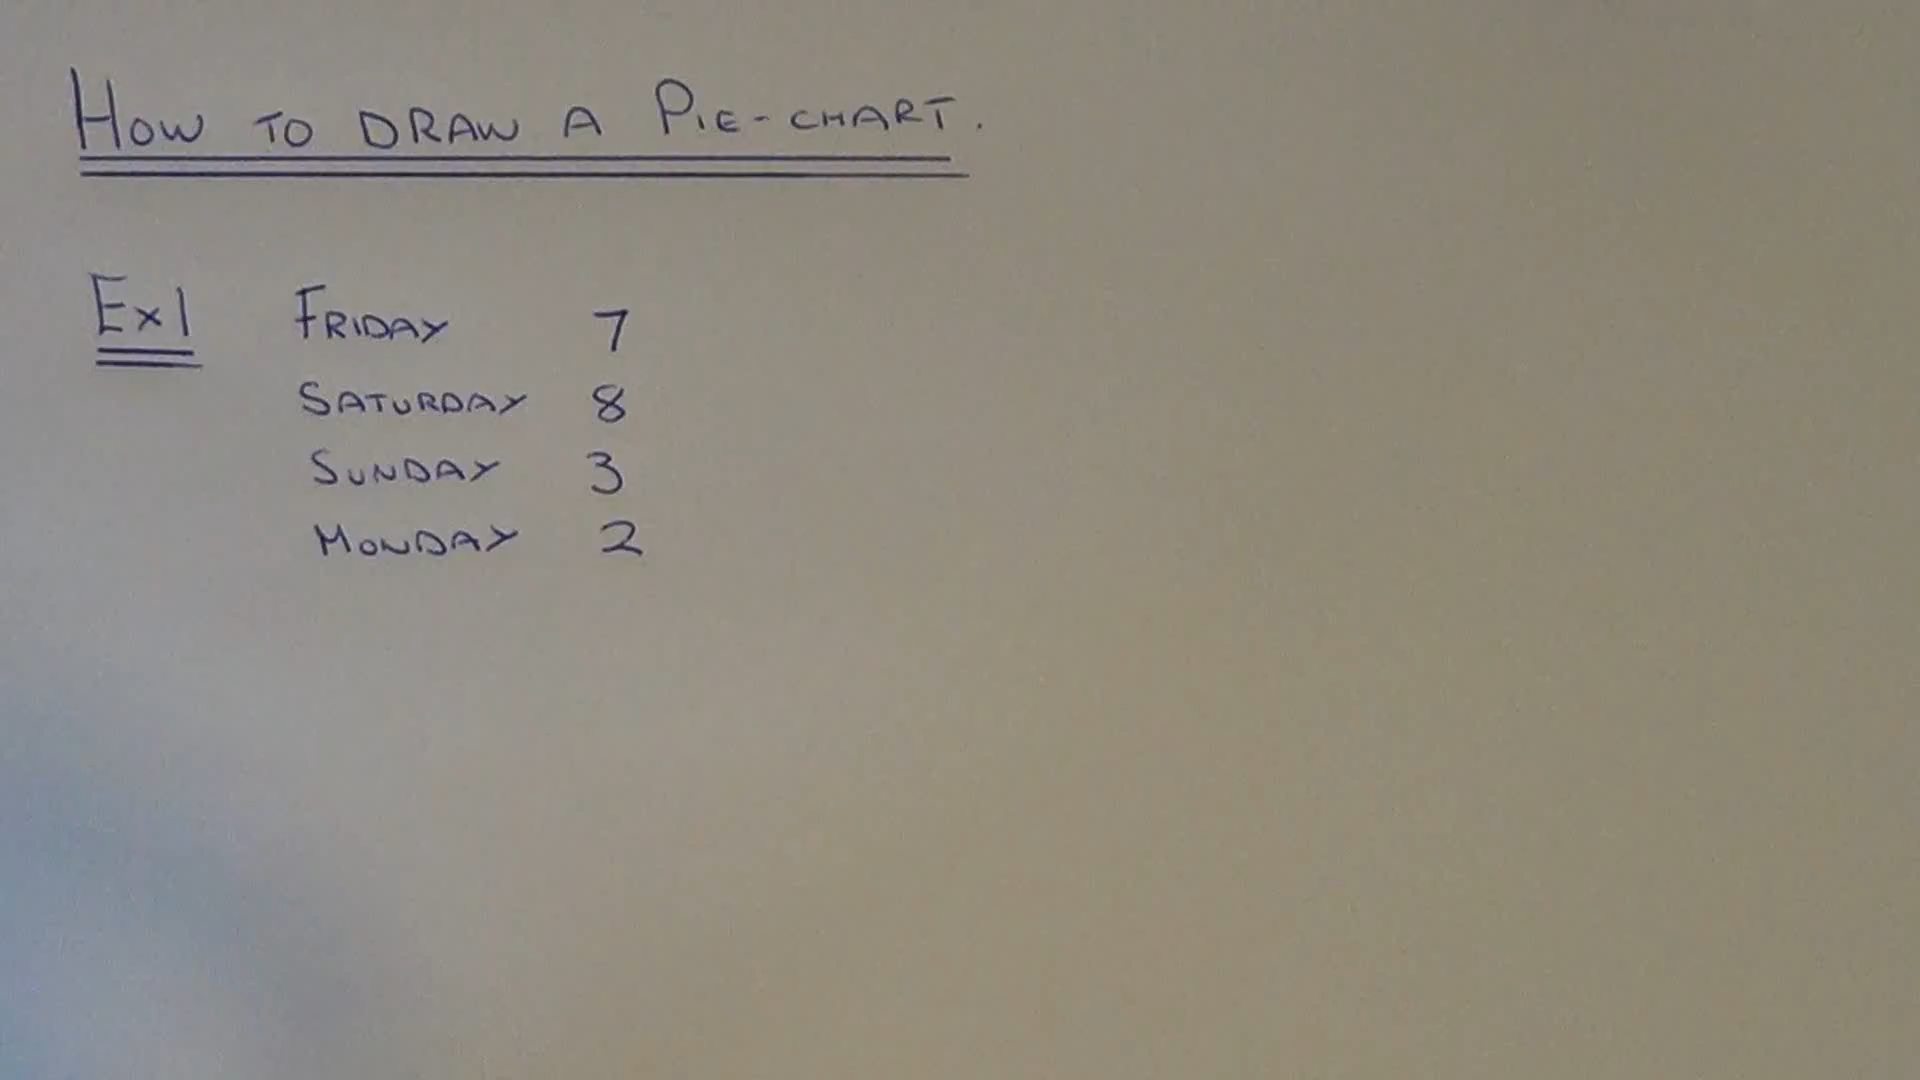 How to draw a Pie-chart.
Ex1 Friday 7
Saturday 8
Sunday 3
Monday 2